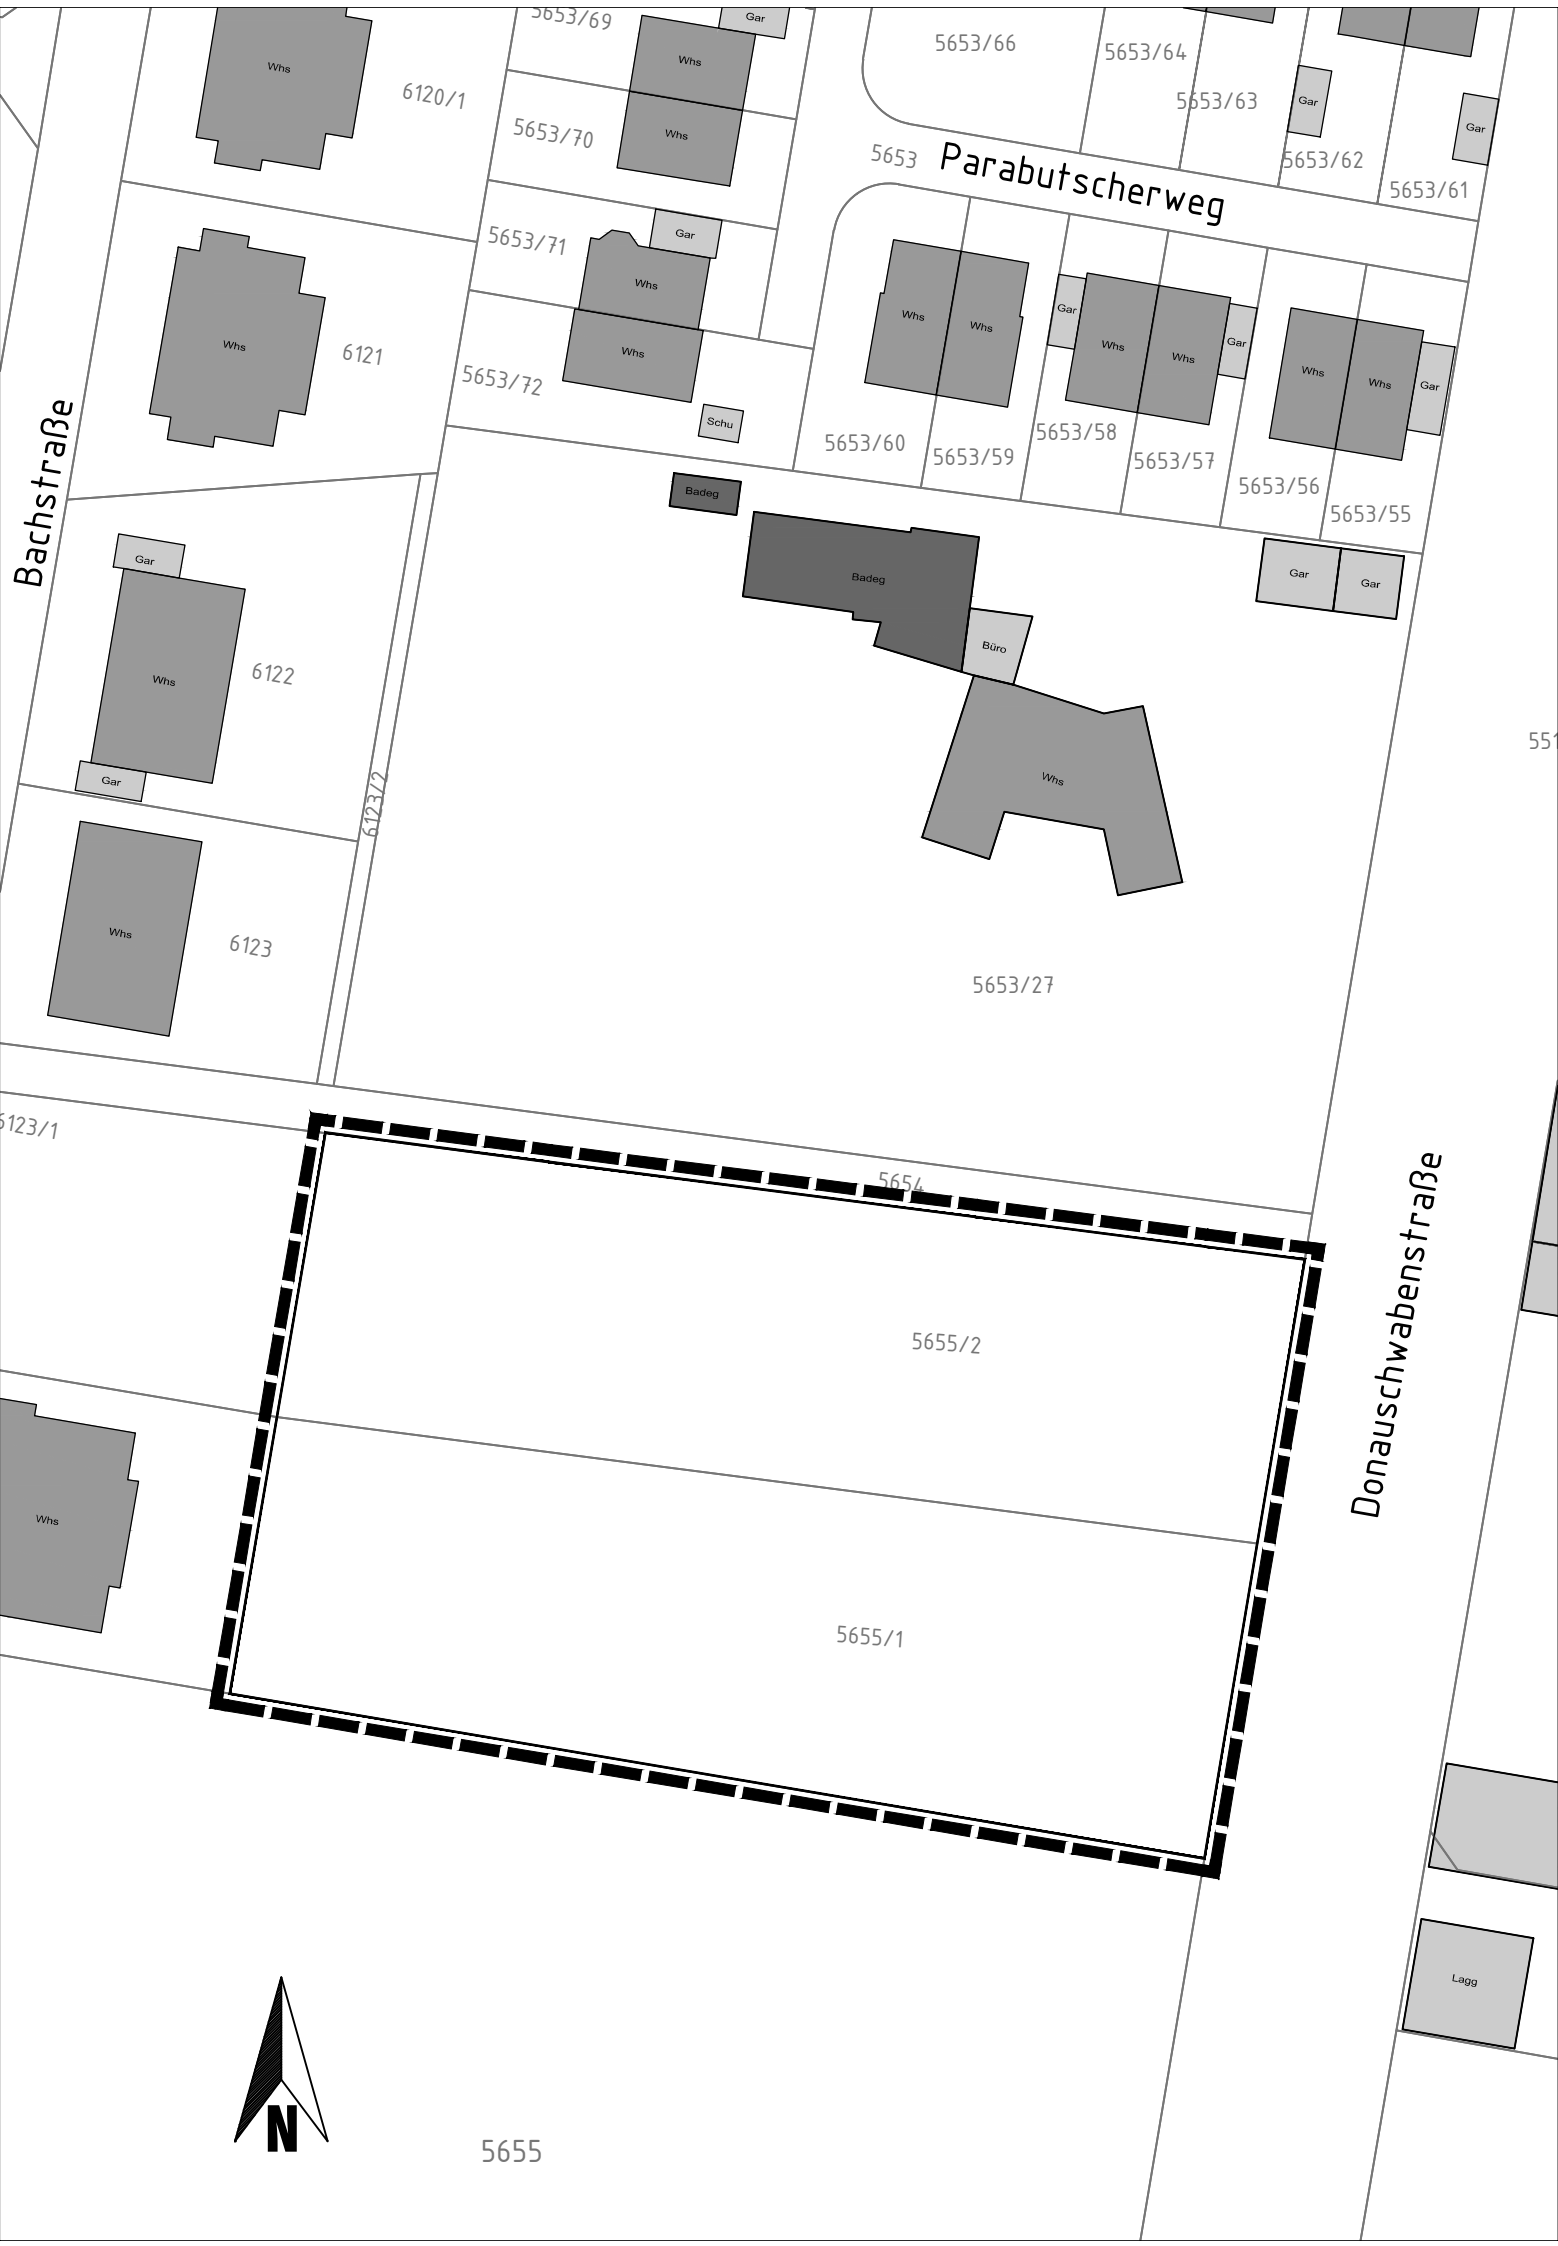 5653/69
Gar
Whs
6120/1
Whs
5653/70
Whs
5653/66
5653/64
5653/63
Gar
5653/62
Gar
5653/61
5653
Parabutscherweg
5653/71
Gar
Whs
Whs
5653/72
Schu
Whs
6121
Bachstraße
Whs
Whs
Gar
Whs
Whs
Gar
Whs
Whs
Gar
5653/60
5653/59
5653/58
5653/57
5653/56
5653/55
Badeg
Badeg
Büro
Gar
Gar
Gar
Whs
6122
Gar
6123/2
Whs
551
Whs
6123
5653/27
6123/1
5654
Donauschwabenstraße
5655/2
Whs
5655/1
Lagg
N
5655